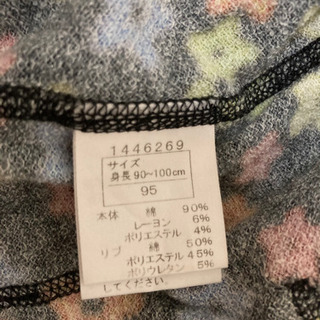 1446269
サイズ
身長90~100cm
95
本体 綿 90%
レーヨン 6%
ポリエステル 4%
リブ 綿 50%
ポリエステル 45%
ポリウレタン 5%
してください。